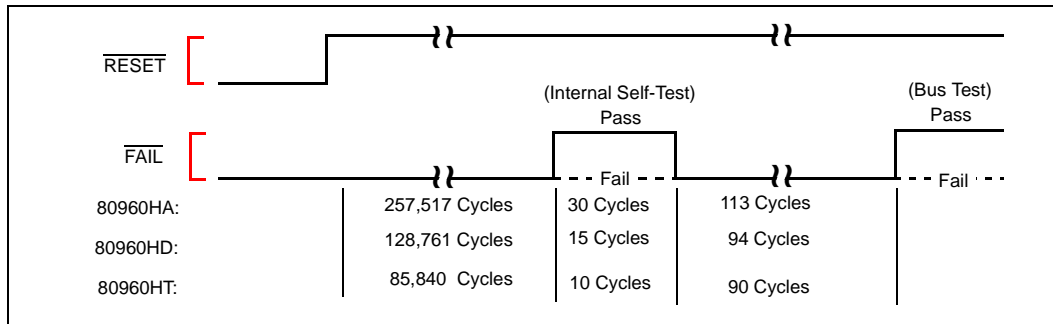 RESET
(Internal Self-Test)
Pass
(Bus Test)
Pass
FAIL
Fail
Fail
80960HA: 257,517 Cycles 30 Cycles 113 Cycles
80960HD: 128,761 Cycles 15 Cycles 94 Cycles
80960HT: 85,840 Cycles 10 Cycles 90 Cycles